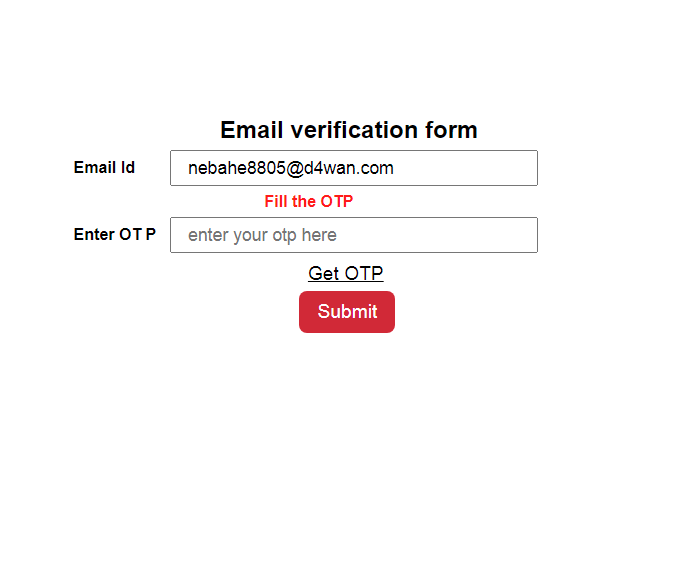 Email verification form
Email Id nebahe8805@d4wan.com
Fill the OTP
Enter OTP enter your otp here
Get OTP
Submit